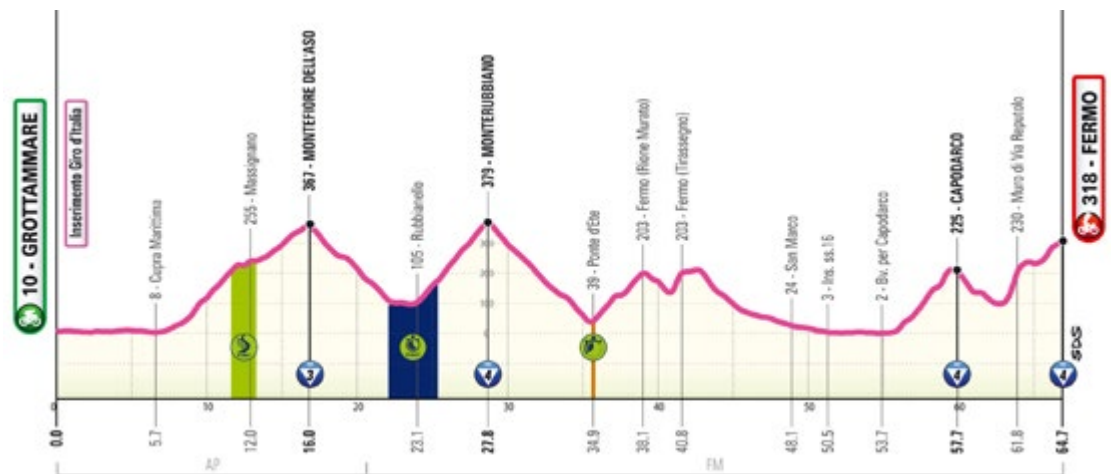 10 - GROTTAMMARE
Inserimento Giro d'Italia
8 - Cupra Marittima
255 - Massignano
367 - MONTEFIORE DELL'ASO
105 - Rubbianello
379 - MONTERUBBIANO
39 - Ponte d'Ete
203 - Fermo (Rione Murato)
203 - Fermo (Tirassegno)
24 - San Marco
3 - Ins. ss.16
2 - Bv. per Capodarco
225 - CAPODARCO
230 - Muro di Via Reputolo
318 - FERMO
300
200
100
0
3
4
4
4
SDS
0
10
20
30
40
50
60
0.0
5.7
12.0
16.0
23.1
27.8
34.9
38.1
40.8
48.1
50.5
53.7
57.7
61.8
64.7
AP
FM